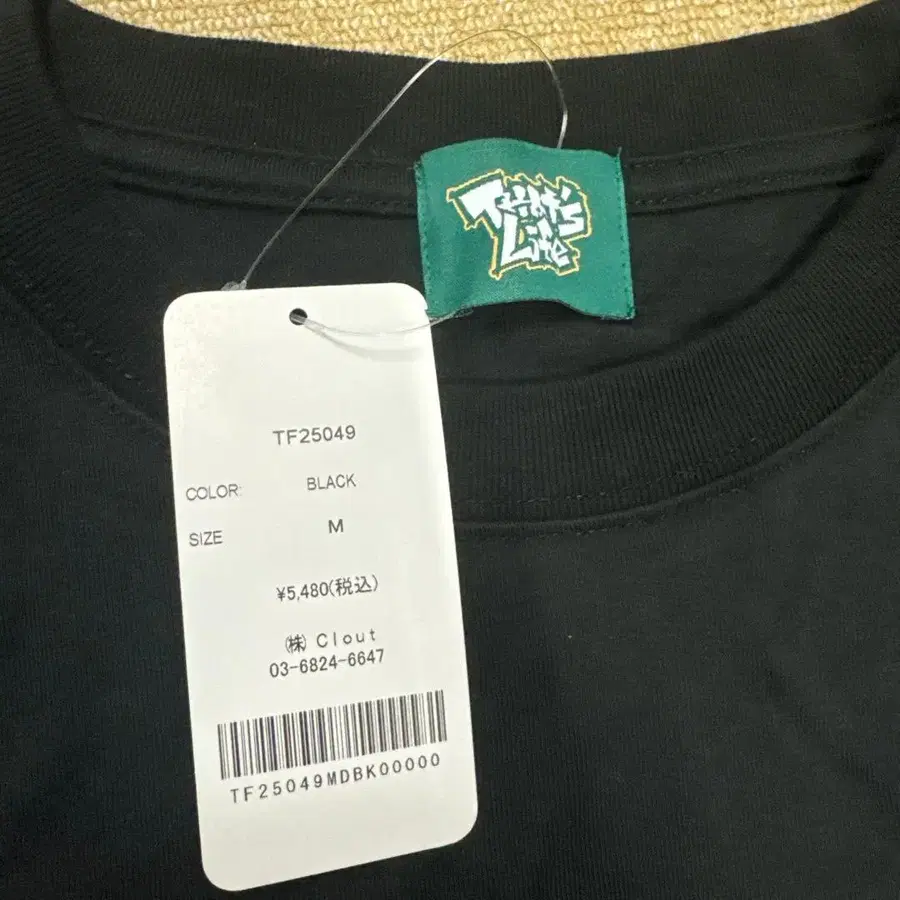 That's
Life
TF25049
COLOR: BLACK
SIZE M
¥5,480(税込)
㈱ Clout
03-6824-6647
TF25049MDBK00000